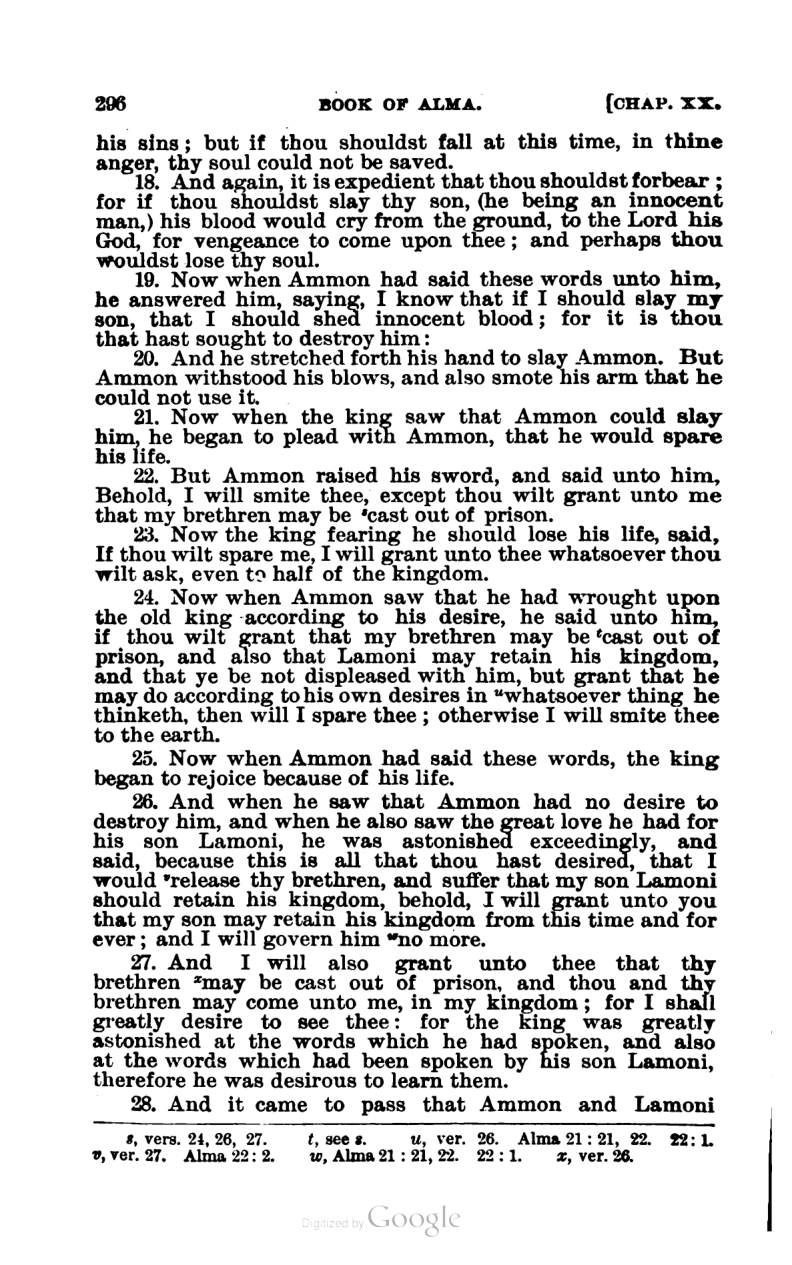 296 BOOK OF ALMA. [CHAP. XX.
his sins; but if thou shouldst fall at this time, in thine
anger, thy soul could not be saved.
18. And again, it is expedient that thou shouldst forbear;
for if thou shouldst slay thy son, (he being an innocent
man,) his blood would cry from the ground, to the Lord his
God, for vengeance to come upon thee; and perhaps thou
wouldst lose thy soul.
19. Now when Ammon had said these words unto him,
he answered him, saying, I know that if I should slay my
son, that I should shed innocent blood; for it is thou
that hast sought to destroy him:
20. And he stretched forth his hand to slay Ammon. But
Ammon withstood his blows, and also smote his arm that he
could not use it.
21. Now when the king saw that Ammon could slay
him, he began to plead with Ammon, that he would spare
his life.
22. But Ammon raised his sword, and said unto him,
Behold, I will smite thee, except thou wilt grant unto me
that my brethren may be ˢcast out of prison.
23. Now the king fearing he should lose his life, said,
If thou wilt spare me, I will grant unto thee whatsoever thou
wilt ask, even to half of the kingdom.
24. Now when Ammon saw that he had wrought upon
the old king according to his desire, he said unto him,
if thou wilt grant that my brethren may be ᵗcast out of
prison, and also that Lamoni may retain his kingdom,
and that ye be not displeased with him, but grant that he
may do according to his own desires in ᵘwhatsoever thing he
thinketh, then will I spare thee; otherwise I will smite thee
to the earth.
25. Now when Ammon had said these words, the king
began to rejoice because of his life.
26. And when he saw that Ammon had no desire to
destroy him, and when he also saw the great love he had for
his son Lamoni, he was astonished exceedingly, and
said, because this is all that thou hast desired, that I
would ᵛrelease thy brethren, and suffer that my son Lamoni
should retain his kingdom, behold, I will grant unto you
that my son may retain his kingdom from this time and for
ever; and I will govern him ʷno more.
27. And I will also grant unto thee that thy
brethren ˣmay be cast out of prison, and thou and thy
brethren may come unto me, in my kingdom; for I shall
greatly desire to see thee: for the king was greatly
astonished at the words which he had spoken, and also
at the words which had been spoken by his son Lamoni,
therefore he was desirous to learn them.
28. And it came to pass that Ammon and Lamoni
s, vers. 24, 26, 27. t, see s. u, ver. 26. Alma 21: 21, 22. 22: 1.
v, ver. 27. Alma 22: 2. w, Alma 21: 21, 22. 22: 1. x, ver. 26.
Digitized by Google